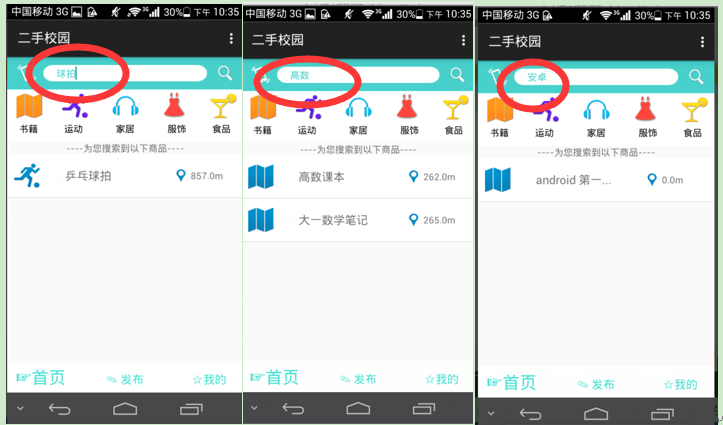 中国移动 3G 3G 30% 下午 10:35
二手校园
球拍
书籍 运动 家居 服饰 食品
----为您搜索到以下商品----
乒乓球拍 857.0m
首页 发布 ☆我的
中国移动 3G 3G 30% 下午 10:35
二手校园
高数
书籍 运动 家居 服饰 食品
----为您搜索到以下商品----
高数课本 262.0m
大一数学笔记 265.0m
首页 发布 ☆我的
中国移动 3G 3G 30% 下午 10:35
二手校园
安卓
书籍 运动 家居 服饰 食品
----为您搜索到以下商品----
android 第一... 0.0m
首页 发布 ☆我的